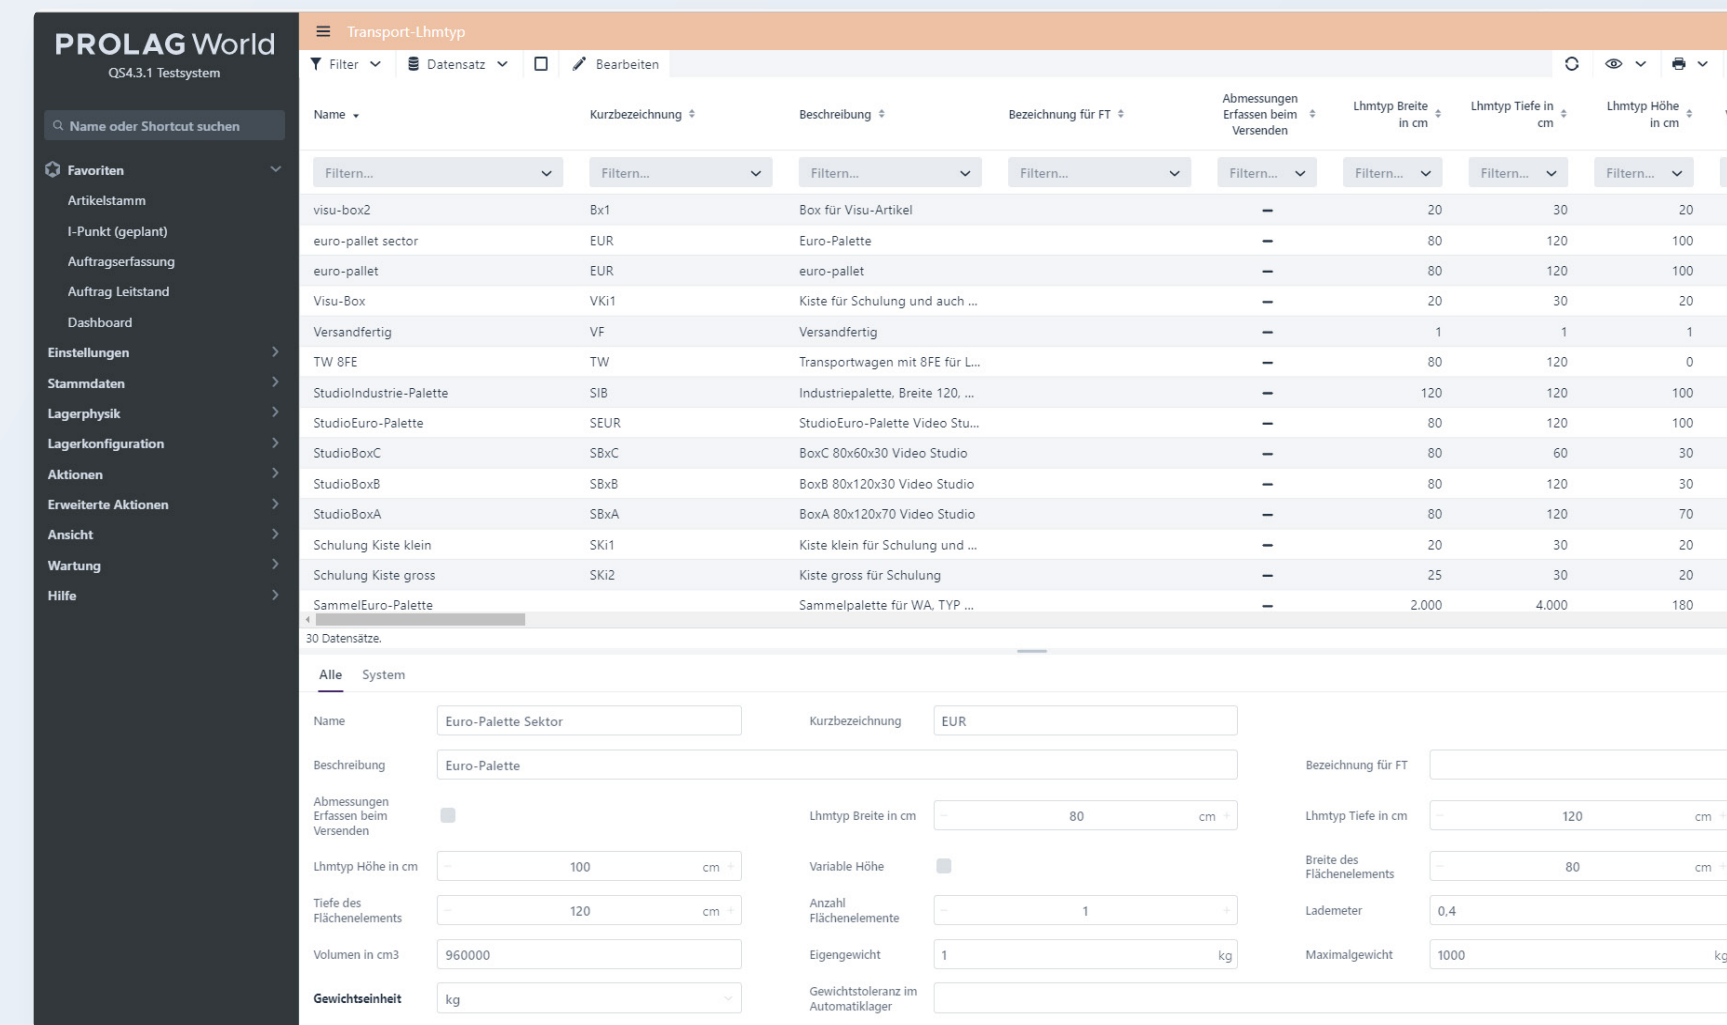 PROLAG World
QS4.3.1 Testsystem
Name oder Shortcut suchen
Favoriten
Artikelstamm
I-Punkt (geplant)
Auftragserfassung
Auftrag Leitstand
Dashboard
Einstellungen
Stammdaten
Lagerphysik
Lagerkonfiguration
Aktionen
Erweiterte Aktionen
Ansicht
Wartung
Hilfe
Transport-Lhmtyp
Filter Datensatz Bearbeiten
Name Kurzbezeichnung Beschreibung Bezeichnung für FT Abmessungen Erfassen beim Versenden Lhmtyp Breite in cm Lhmtyp Tiefe in cm Lhmtyp Höhe in cm
Filtern... Filtern... Filtern... Filtern... Filtern... Filtern... Filtern... Filtern...
visu-box2 Bx1 Box für Visu-Artikel – 20 30 20
euro-pallet sector EUR Euro-Palette – 80 120 100
euro-pallet EUR euro-pallet – 80 120 100
Visu-Box VKi1 Kiste für Schulung und auch ... – 20 30 20
Versandfertig VF Versandfertig – 1 1 1
TW 8FE TW Transportwagen mit 8FE für L... – 80 120 0
StudioIndustrie-Palette SIB Industriepalette, Breite 120, ... – 120 120 100
StudioEuro-Palette SEUR StudioEuro-Palette Video Stu... – 80 120 100
StudioBoxC SBxC BoxC 80x60x30 Video Studio – 80 60 30
StudioBoxB SBxB BoxB 80x120x30 Video Studio – 80 120 30
StudioBoxA SBxA BoxA 80x120x70 Video Studio – 80 120 70
Schulung Kiste klein SKi1 Kiste klein für Schulung und ... – 20 30 20
Schulung Kiste gross SKi2 Kiste gross für Schulung – 25 30 20
SammelEuro-Palette Sammelpalette für WA, TYP ... – 2.000 4.000 180
30 Datensätze.
Alle System
Name Euro-Palette Sektor Kurzbezeichnung EUR
Beschreibung Euro-Palette Bezeichnung für FT
Abmessungen
Erfassen beim
Versenden
Lhmtyp Breite in cm – 80 cm + Lhmtyp Tiefe in cm – 120 cm +
Lhmtyp Höhe in cm – 100 cm + Variable Höhe
Breite des
Flächenelements – 80 cm +
Tiefe des
Flächenelements – 120 cm +
Anzahl
Flächenelemente – 1 +
Lademeter 0,4
Volumen in cm3 960000 Eigengewicht 1 kg Maximalgewicht 1000 kg
Gewichtseinheit kg
Gewichtstoleranz im
Automatiklager